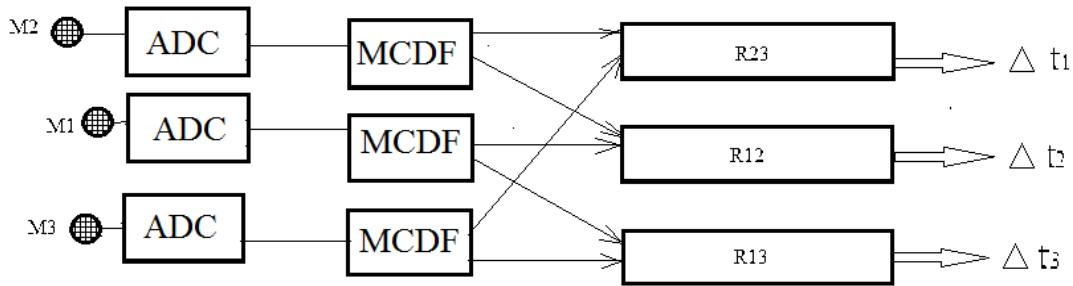 M2 ADC MCDF R23 △ t1
M1 ADC MCDF R12 △ t2
M3 ADC MCDF R13 △ t3